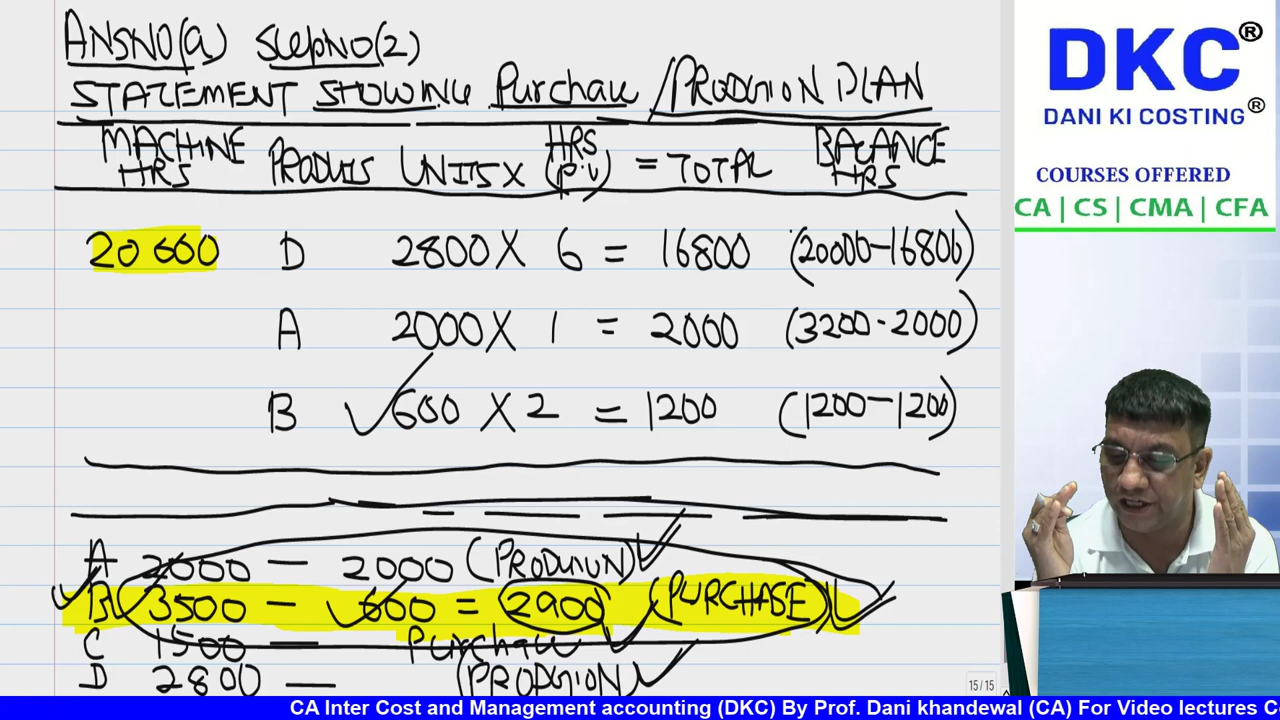 ANSNO(a) StepNO(2)
STATEMENT SHOWING Purchase / PRODUCTION PLAN
MACHINE HRS PRODUCTS UNITS X HRS (P.U) = TOTAL BALANCE HRS
20 000 D 2800 X 6 = 16800 (20000-16800)
A 2000 X 1 = 2000 (3200-2000)
B 600 X 2 = 1200 (1200-1200)
A 2000 - 2000 (PRODUCTION)
B 3500 - 600 = 2900 (PURCHASE)
C 1500 - Purchase
D 2800 - (PRODUCTION)
15/15
DKC®
DANI KI COSTING®
COURSES OFFERED
CA | CS | CMA | CFA
CA Inter Cost and Management accounting (DKC) By Prof. Dani khandewal (CA) For Video lectures C